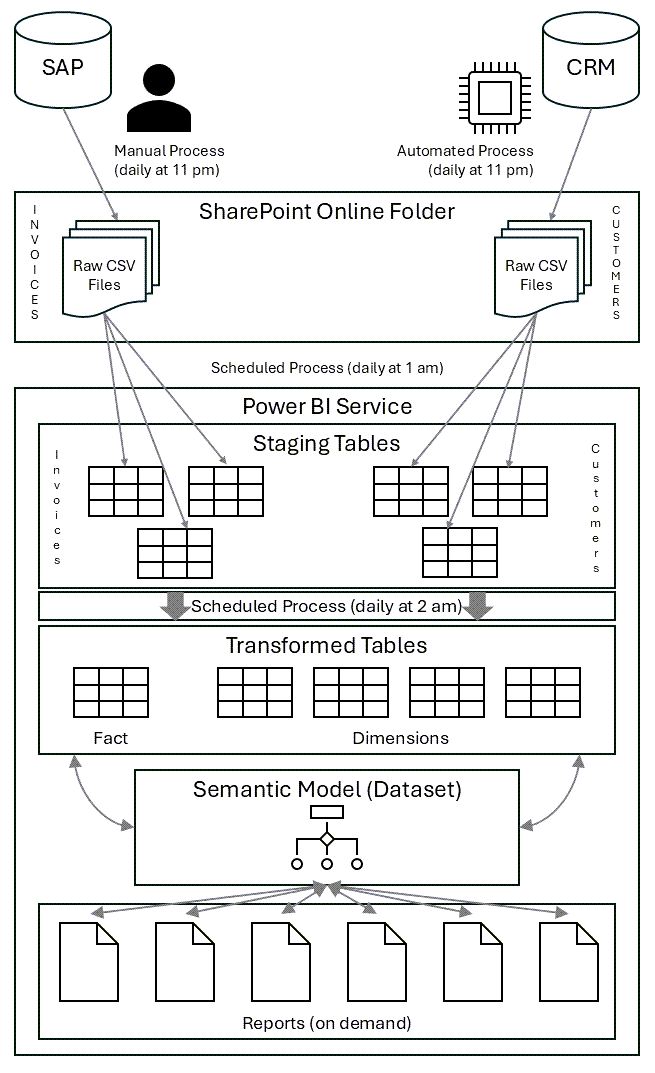 SAP
CRM
Manual Process
(daily at 11 pm)
Automated Process
(daily at 11 pm)
SharePoint Online Folder
INVOICES
Raw CSV
Files
Raw CSV
Files
CUSTOMERS
Scheduled Process (daily at 1 am)
Power BI Service
Staging Tables
Invoices
Customers
Scheduled Process (daily at 2 am)
Transformed Tables
Fact
Dimensions
Semantic Model (Dataset)
Reports (on demand)